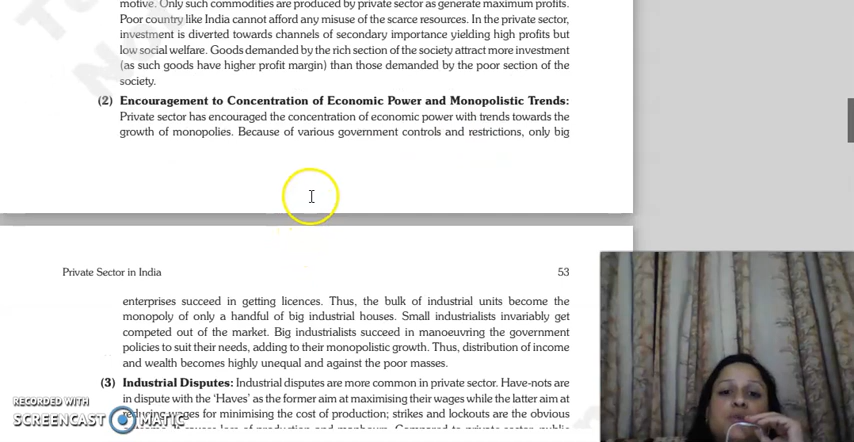 motive. Only such commodities are produced by private sector as generate maximum profits.
Poor country like India cannot afford any misuse of the scarce resources. In the private sector,
investment is diverted towards channels of secondary importance yielding high profits but
low social welfare. Goods demanded by the rich section of the society attract more investment
(as such goods have higher profit margin) than those demanded by the poor section of the
society.
(2) Encouragement to Concentration of Economic Power and Monopolistic Trends:
Private sector has encouraged the concentration of economic power with trends towards the
growth of monopolies. Because of various government controls and restrictions, only big
Private Sector in India 53
enterprises succeed in getting licences. Thus, the bulk of industrial units become the
monopoly of only a handful of big industrial houses. Small industrialists invariably get
competed out of the market. Big industrialists succeed in manoeuvring the government
policies to suit their needs, adding to their monopolistic growth. Thus, distribution of income
and wealth becomes highly unequal and against the poor masses.
(3) Industrial Disputes: Industrial disputes are more common in private sector. Have-nots are
in dispute with the 'Haves' as the former aim at maximising their wages while the latter aim at
reducing wages for minimising the cost of production; strikes and lockouts are the obvious
RECORDED WITH
SCREENCAST MATIC